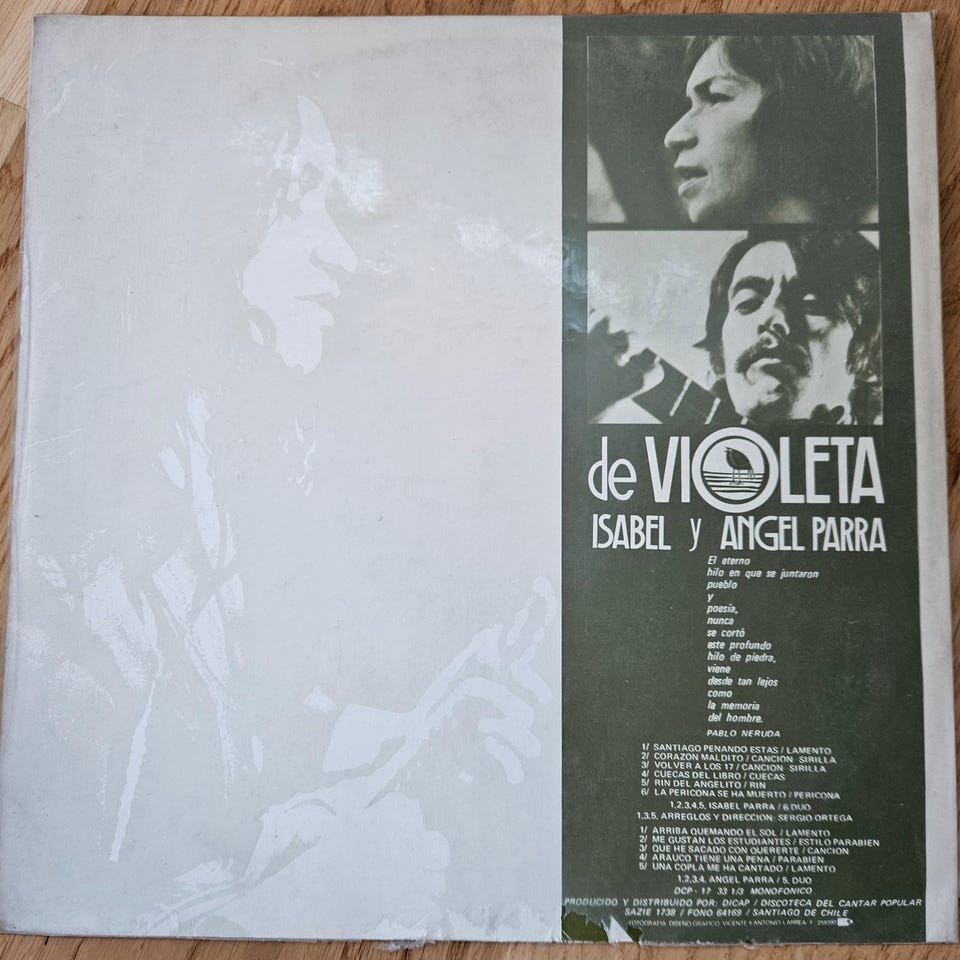 de VIOLETA
ISABEL y ANGEL PARRA
El eterno
hilo en que se juntaron
pueblo
y
poesía,
nunca
se cortó
este profundo
hilo de piedra,
viene
desde tan lejos
como
la memoria
del hombre.
PABLO NERUDA
1/ SANTIAGO PENANDO ESTAS / LAMENTO
2/ CORAZON MALDITO / CANCION SIRILLA
3/ VOLVER A LOS 17 / CANCION SIRILLA
4/ CUECAS DEL LIBRO / CUECAS
5/ RIN DEL ANGELITO / RIN
6/ LA PERICONA SE HA MUERTO / PERICONA
1,2,3,4,5, ISABEL PARRA / 6 DUO
1,3,5, ARREGLOS Y DIRECCION: SERGIO ORTEGA
1/ ARRIBA QUEMANDO EL SOL / LAMENTO
2/ ME GUSTAN LOS ESTUDIANTES / ESTILO PARABIEN
3/ QUE HE SACADO CON QUERERTE / CANCION
4/ ARAUCO TIENE UNA PENA / PARABIEN
5/ UNA COPLA ME HA CANTADO / LAMENTO
1,2,3,4, ANGEL PARRA / 5, DUO
DCP - 17 33 1/3 MONOFONICO
PRODUCIDO Y DISTRIBUIDO POR: DICAP / DISCOTECA DEL CANTAR POPULAR
SAZIE 1738 / FONO 64169 / SANTIAGO DE CHILE
FOTOGRAFIA DISEÑO GRAFICO VICENTE + ANTONIO LARREA F. 259090